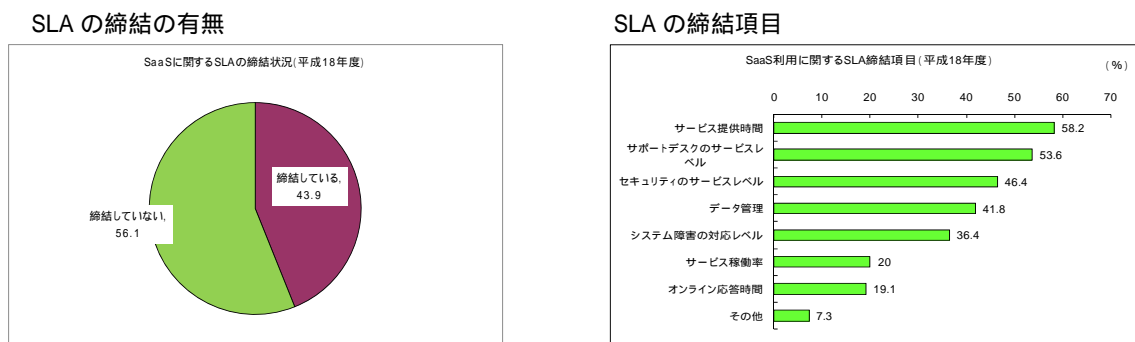 SLA の締結の有無
SaaSに関するSLAの締結状況(平成18年度)
締結している,
43.9
締結していない,
56.1
SLA の締結項目
SaaS利用に関するSLA締結項目(平成18年度)
(%)
0 10 20 30 40 50 60 70
サービス提供時間 58.2
サポートデスクのサービスレ
ベル 53.6
セキュリティのサービスレベル 46.4
データ管理 41.8
システム障害の対応レベル 36.4
サービス稼働率 20
オンライン応答時間 19.1
その他 7.3